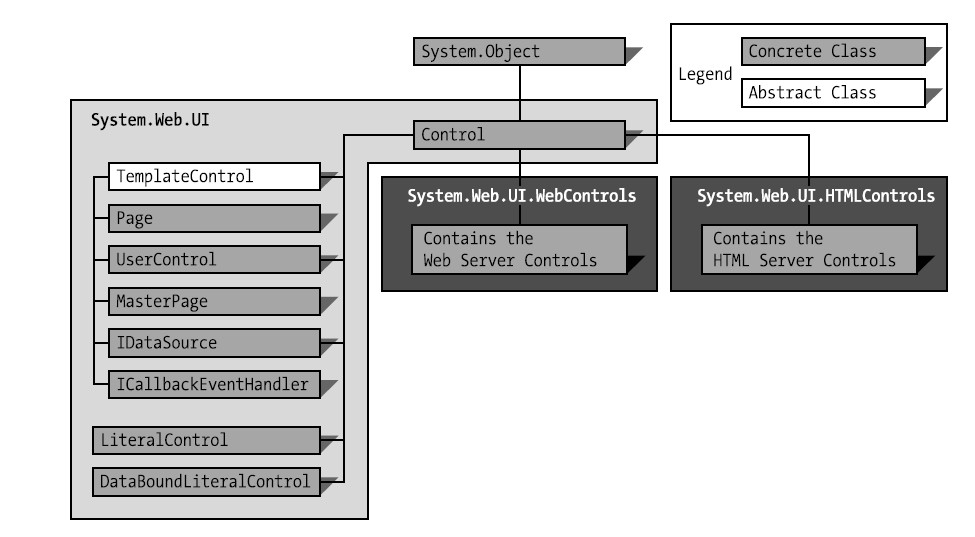 System.Object
Legend
Concrete Class
Abstract Class
System.Web.UI
Control
TemplateControl
Page
UserControl
MasterPage
IDataSource
ICallbackEventHandler
LiteralControl
DataBoundLiteralControl
System.Web.UI.WebControls
Contains the
Web Server Controls
System.Web.UI.HTMLControls
Contains the
HTML Server Controls